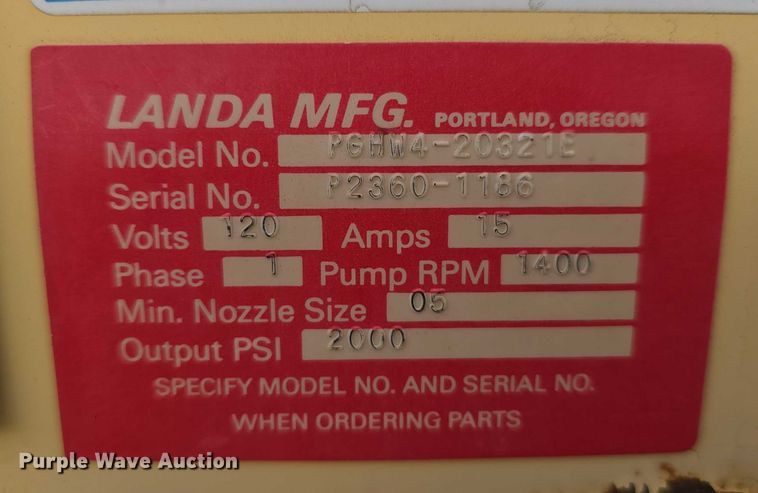 LANDA MFG. PORTLAND, OREGON
Model No. PGHW4-20321E
Serial No. P2360-1186
Volts 120 Amps 15
Phase 1 Pump RPM 1400
Min. Nozzle Size 05
Output PSI 2000
SPECIFY MODEL NO. AND SERIAL NO.
WHEN ORDERING PARTS
Purple Wave Auction